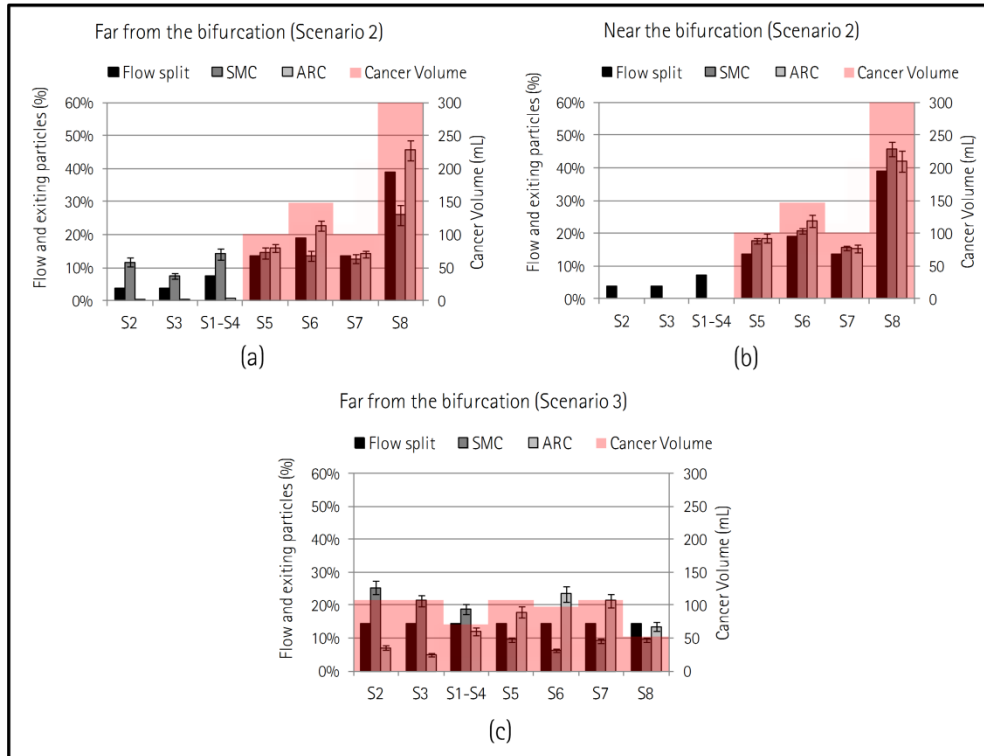 Far from the bifurcation (Scenario 2)
Flow split SMC ARC Cancer Volume
Flow and exiting particles (%)
60%
50%
40%
30%
20%
10%
0%
300
250
200
150
100
50
0
Cancer Volume (mL)
S2 S3 S1-S4 S5 S6 S7 S8
(a)
Near the bifurcation (Scenario 2)
Flow split SMC ARC Cancer Volume
Flow and exiting particles (%)
60%
50%
40%
30%
20%
10%
0%
300
250
200
150
100
50
0
Cancer Volume (mL)
S2 S3 S1-S4 S5 S6 S7 S8
(b)
Far from the bifurcation (Scenario 3)
Flow split SMC ARC Cancer Volume
Flow and exiting particles (%)
60%
50%
40%
30%
20%
10%
0%
300
250
200
150
100
50
0
Cancer Volume (mL)
S2 S3 S1-S4 S5 S6 S7 S8
(c)